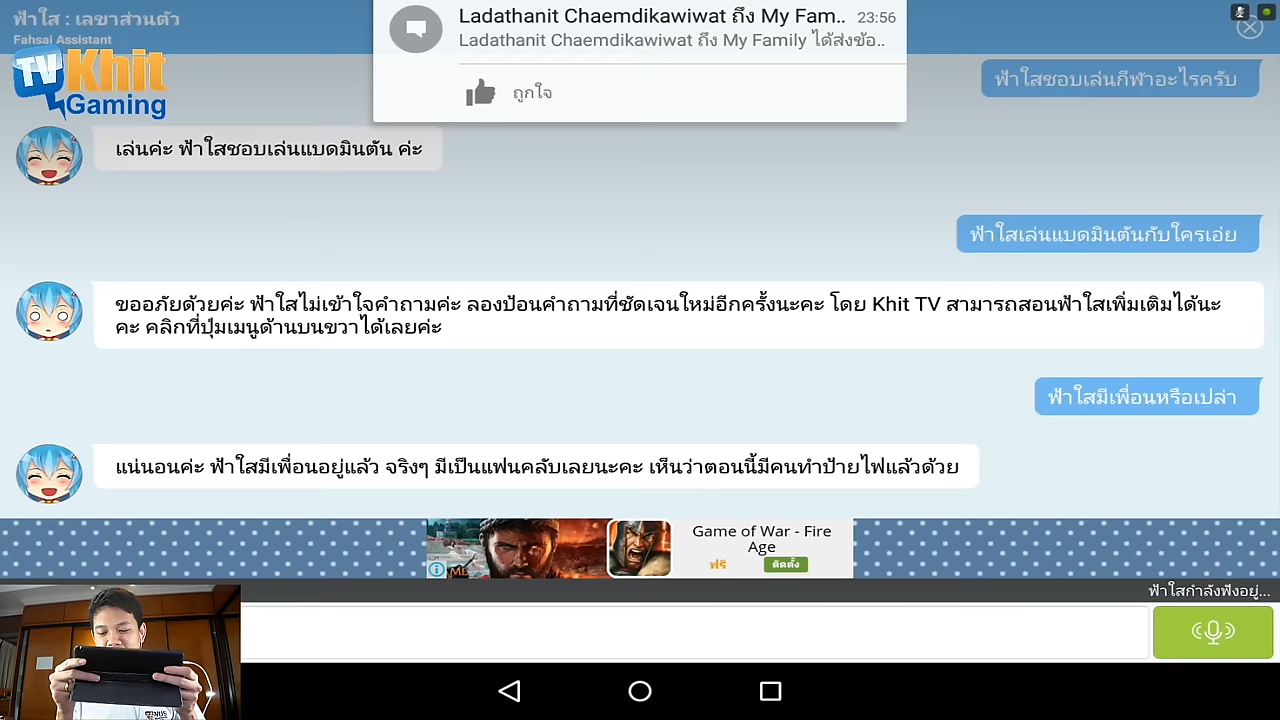 ฟ้าใส : เลขาส่วนตัว
Fahsai Assistant
TV Khit
Gaming
Ladathanit Chaemdikawiwat ถึง My Fam.. 23:56
Ladathanit Chaemdikawiwat ถึง My Family ได้ส่งข้อ..
ถูกใจ
ฟ้าใสชอบเล่นกีฬาอะไรครับ
เล่นค่ะ ฟ้าใสชอบเล่นแบดมินตัน ค่ะ
ฟ้าใสเล่นแบดมินตันกับใครเอ่ย
ขออภัยด้วยค่ะ ฟ้าใสไม่เข้าใจคำถามค่ะ ลองป้อนคำถามที่ชัดเจนใหม่อีกครั้งนะคะ โดย Khit TV สามารถสอนฟ้าใสเพิ่มเติมได้นะ
คะ คลิกที่ปุ่มเมนูด้านบนขวาได้เลยค่ะ
ฟ้าใสมีเพื่อนหรือเปล่า
แน่นอนค่ะ ฟ้าใสมีเพื่อนอยู่แล้ว จริงๆ มีเป็นแฟนคลับเลยนะคะ เห็นว่าตอนนี้มีคนทำป้ายไฟแล้วด้วย
Game of War - Fire
Age
ฟรี
ติดตั้ง
ฟ้าใสกำลังฟังอยู่...